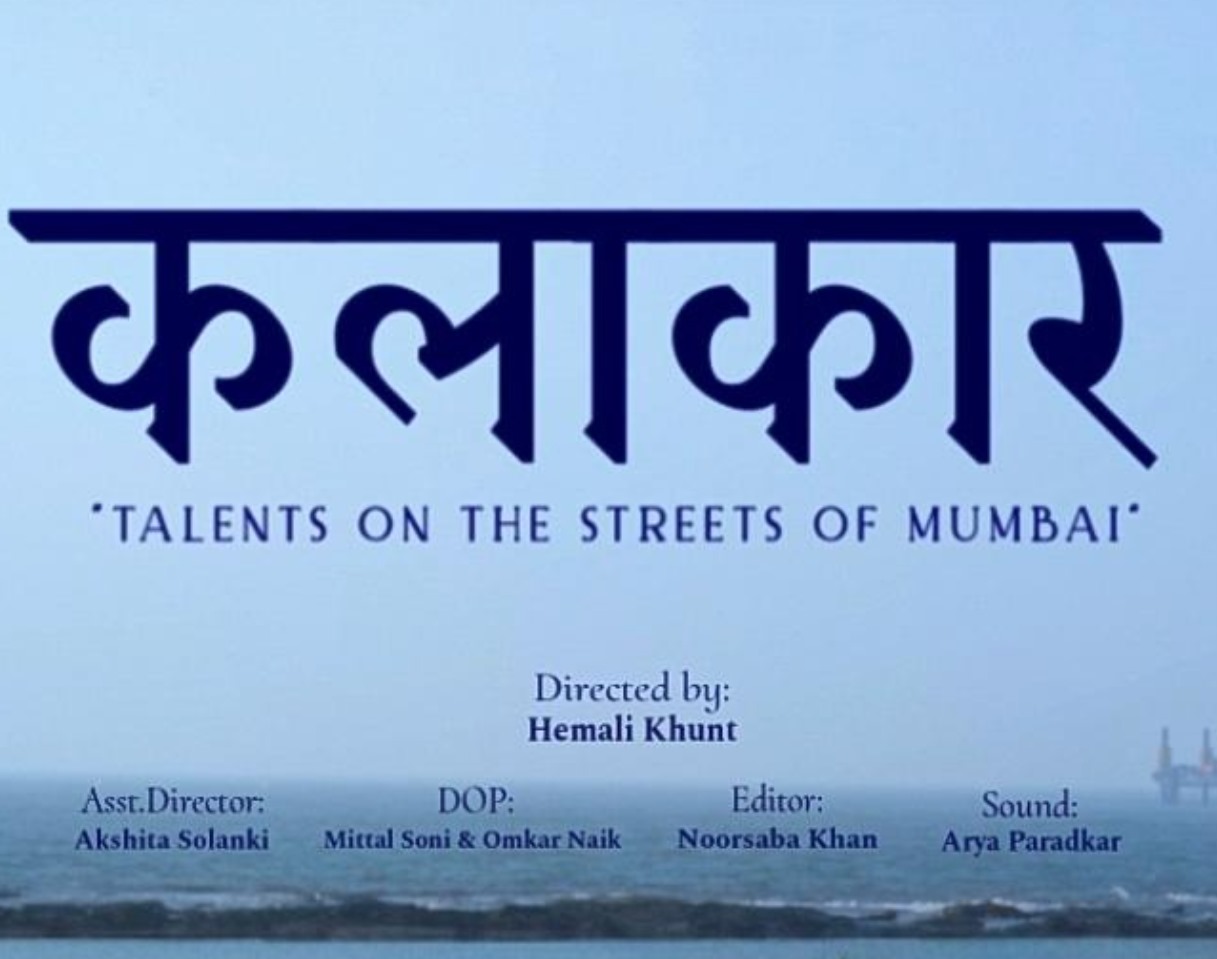 कलाकार
"TALENTS ON THE STREETS OF MUMBAI"
Directed by:
Hemali Khunt
Asst.Director:
Akshita Solanki
DOP:
Mittal Soni & Omkar Naik
Editor:
Noorsaba Khan
Sound:
Arya Paradkar